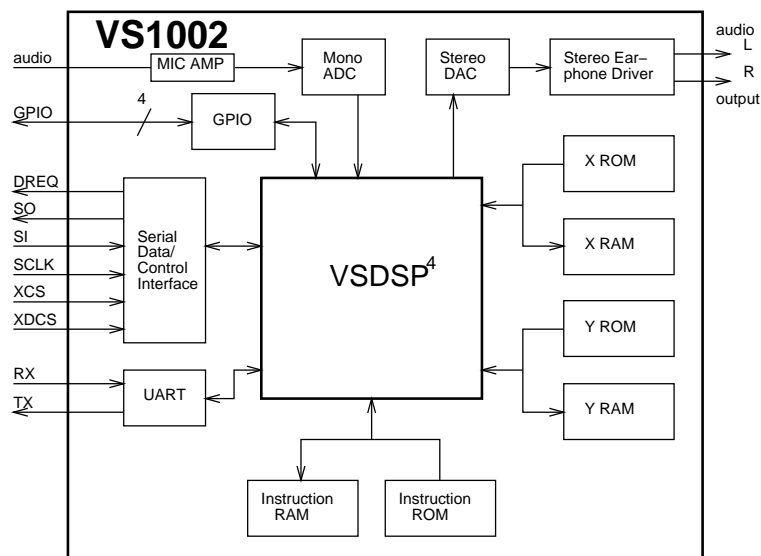 VS1002
audio
MIC AMP
Mono
ADC
Stereo
DAC
Stereo Ear–
phone Driver
audio
L
R
output
4
GPIO
GPIO
X ROM
DREQ
SO
SI
SCLK
XCS
XDCS
Serial
Data/
Control
Interface
VSDSP4
X RAM
Y ROM
Y RAM
RX
TX
UART
Instruction
RAM
Instruction
ROM